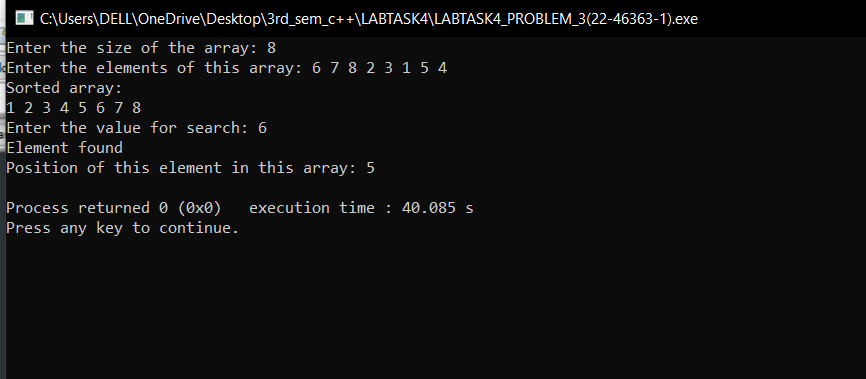 C:\Users\DELL\OneDrive\Desktop\3rd_sem_c++\LABTASK4\LABTASK4_PROBLEM_3(22-46363-1).exe
Enter the size of the array: 8
Enter the elements of this array: 6 7 8 2 3 1 5 4
Sorted array:
1 2 3 4 5 6 7 8
Enter the value for search: 6
Element found
Position of this element in this array: 5
Process returned 0 (0x0)   execution time : 40.085 s
Press any key to continue.